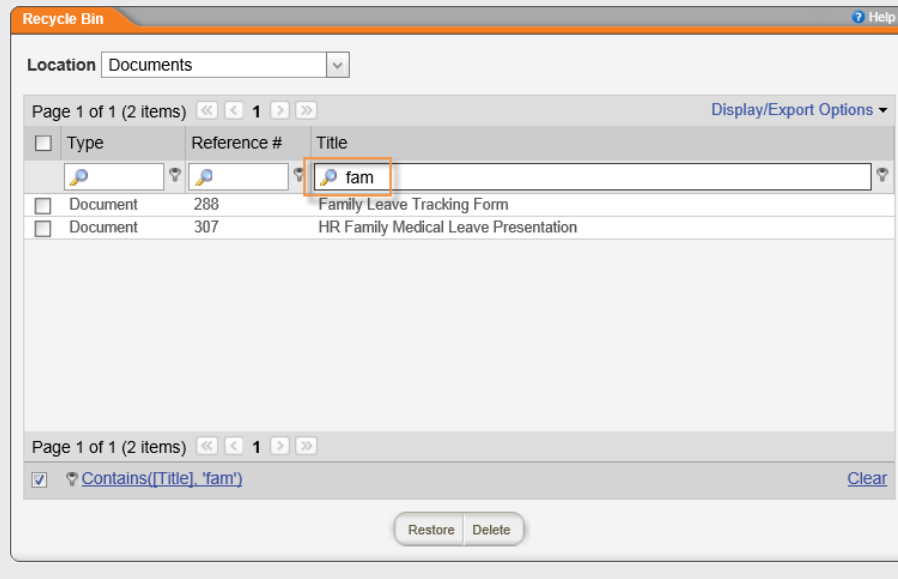 Recycle Bin
? Help
Location Documents
Page 1 of 1 (2 items) 1 Display/Export Options
Type Reference # Title
fam
Document 288 Family Leave Tracking Form
Document 307 HR Family Medical Leave Presentation
Page 1 of 1 (2 items) 1
Contains([Title], 'fam') Clear
Restore Delete